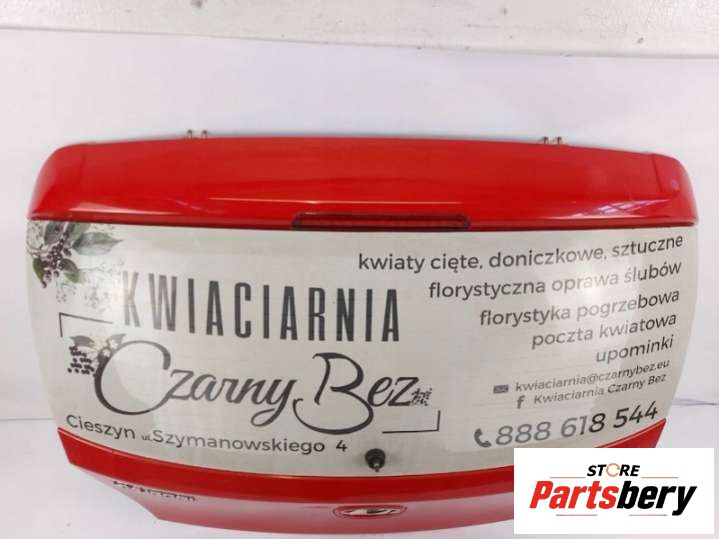 KWIACIARNIA
Czarny Bez
Cieszyn ul.Szymanowskiego 4
kwiaty cięte, doniczkowe, sztuczne
florystyczna oprawa ślubów
florystyka pogrzebowa
poczta kwiatowa
upominki
kwiaciarnia@czarnybez.eu
f Kwiaciarnia Czarny Bez
888 618 544
STORE
Partsbery